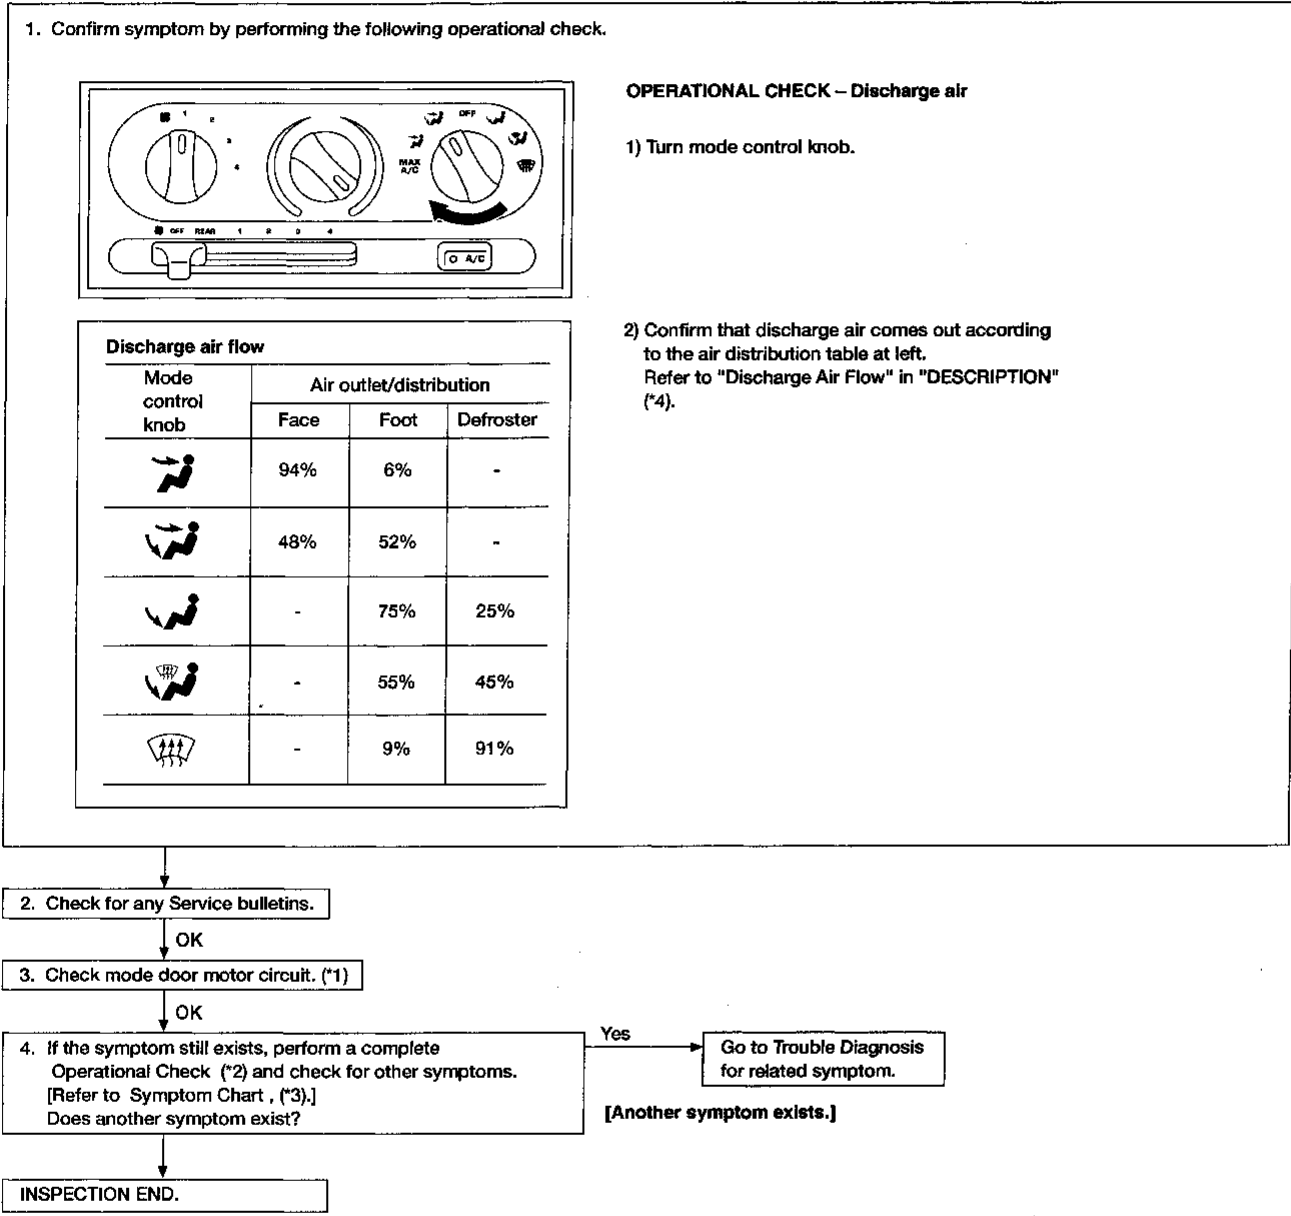 1. Confirm symptom by performing the following operational check.
OPERATIONAL CHECK – Discharge air
1) Turn mode control knob.
1
2
3
4
OFF
MAX
A/C
OFF REAR 1 2 3 4
A/C
2) Confirm that discharge air comes out according
to the air distribution table at left.
Refer to "Discharge Air Flow" in "DESCRIPTION"
(*4).
Discharge air flow
Mode
control
knob
Air outlet/distribution
Face Foot Defroster
94% 6% -
48% 52% -
- 75% 25%
- 55% 45%
- 9% 91%
2. Check for any Service bulletins.
OK
3. Check mode door motor circuit. (*1)
OK
4. If the symptom still exists, perform a complete
Operational Check (*2) and check for other symptoms.
[Refer to Symptom Chart , (*3).]
Does another symptom exist?
Yes
Go to Trouble Diagnosis
for related symptom.
[Another symptom exists.]
INSPECTION END.